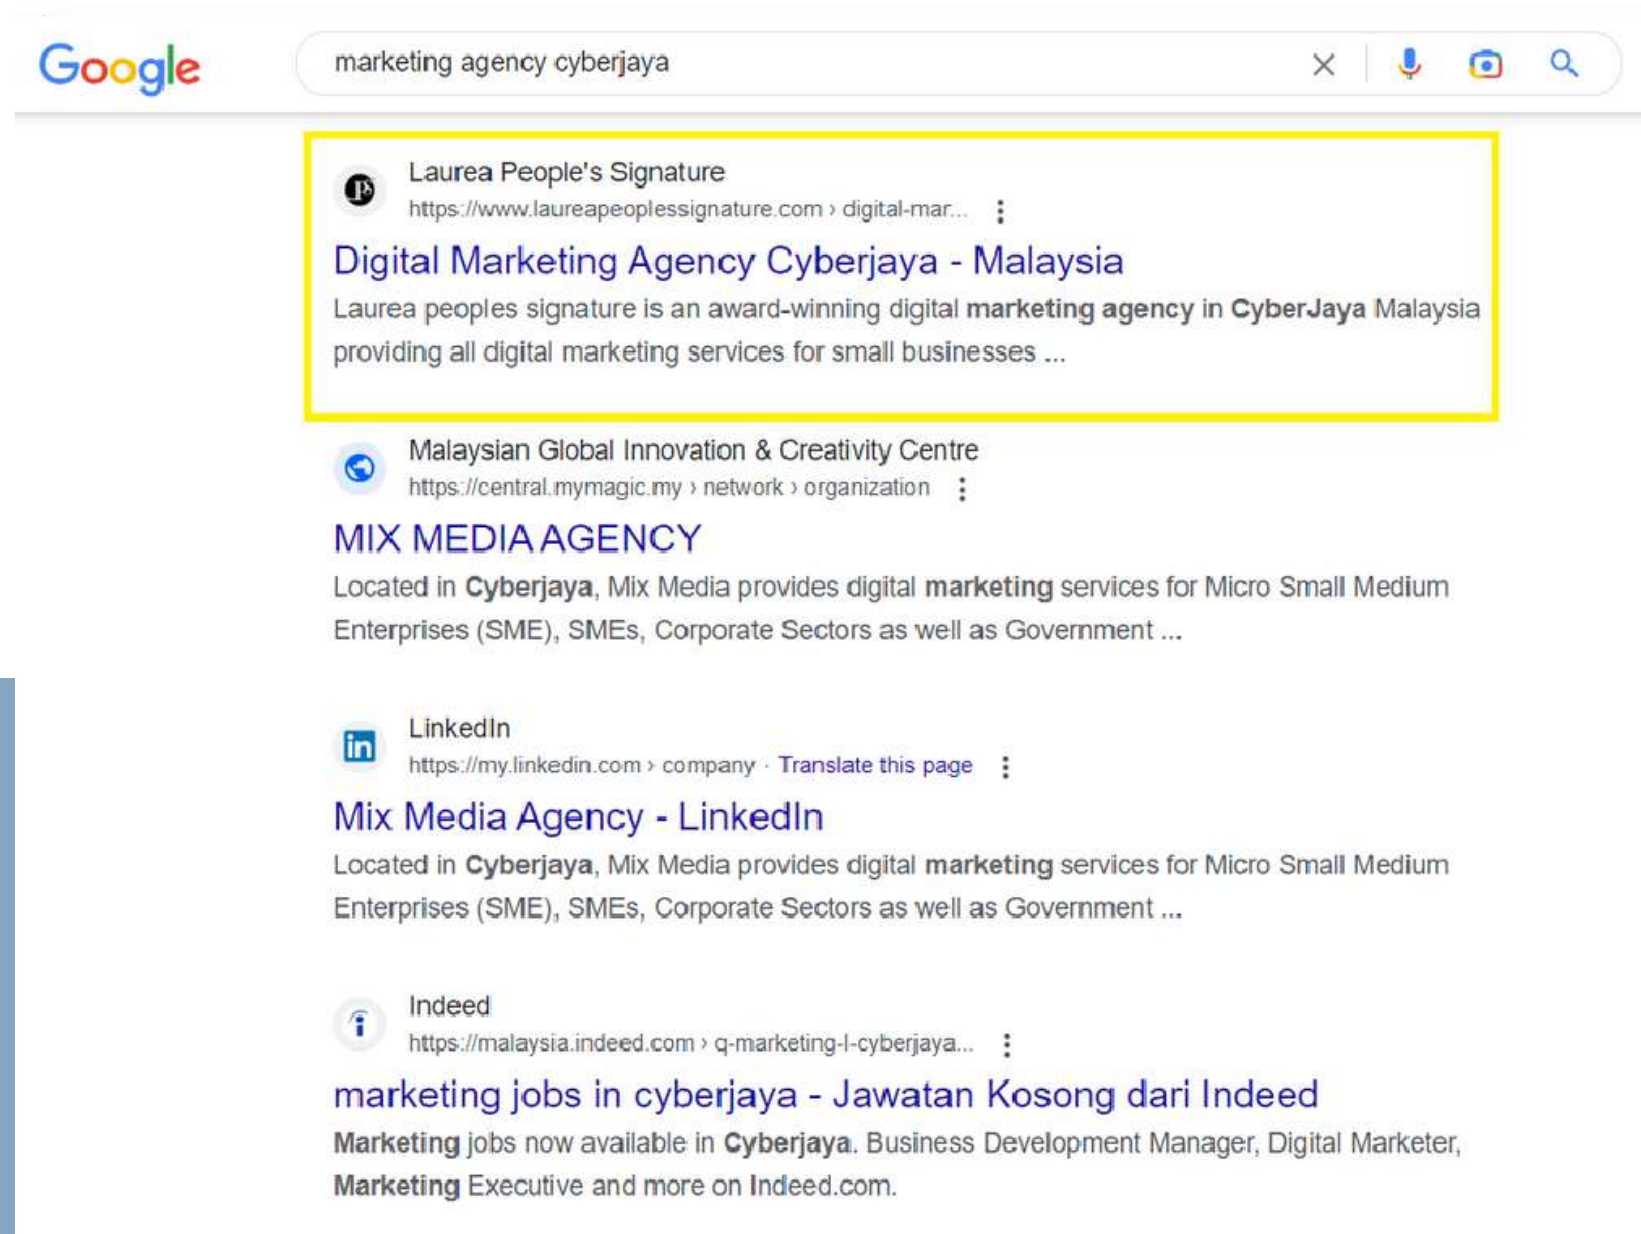 Google
marketing agency cyberjaya
Laurea People's Signature
https://www.laureapeoplessignature.com › digital-mar...
Digital Marketing Agency Cyberjaya - Malaysia
Laurea peoples signature is an award-winning digital marketing agency in CyberJaya Malaysia
providing all digital marketing services for small businesses ...
Malaysian Global Innovation & Creativity Centre
https://central.mymagic.my › network › organization
MIX MEDIA AGENCY
Located in Cyberjaya, Mix Media provides digital marketing services for Micro Small Medium
Enterprises (SME), SMEs, Corporate Sectors as well as Government ...
in
LinkedIn
https://my.linkedin.com › company · Translate this page
Mix Media Agency - LinkedIn
Located in Cyberjaya, Mix Media provides digital marketing services for Micro Small Medium
Enterprises (SME), SMEs, Corporate Sectors as well as Government ...
Indeed
https://malaysia.indeed.com › q-marketing-l-cyberjaya...
marketing jobs in cyberjaya - Jawatan Kosong dari Indeed
Marketing jobs now available in Cyberjaya. Business Development Manager, Digital Marketer,
Marketing Executive and more on Indeed.com.